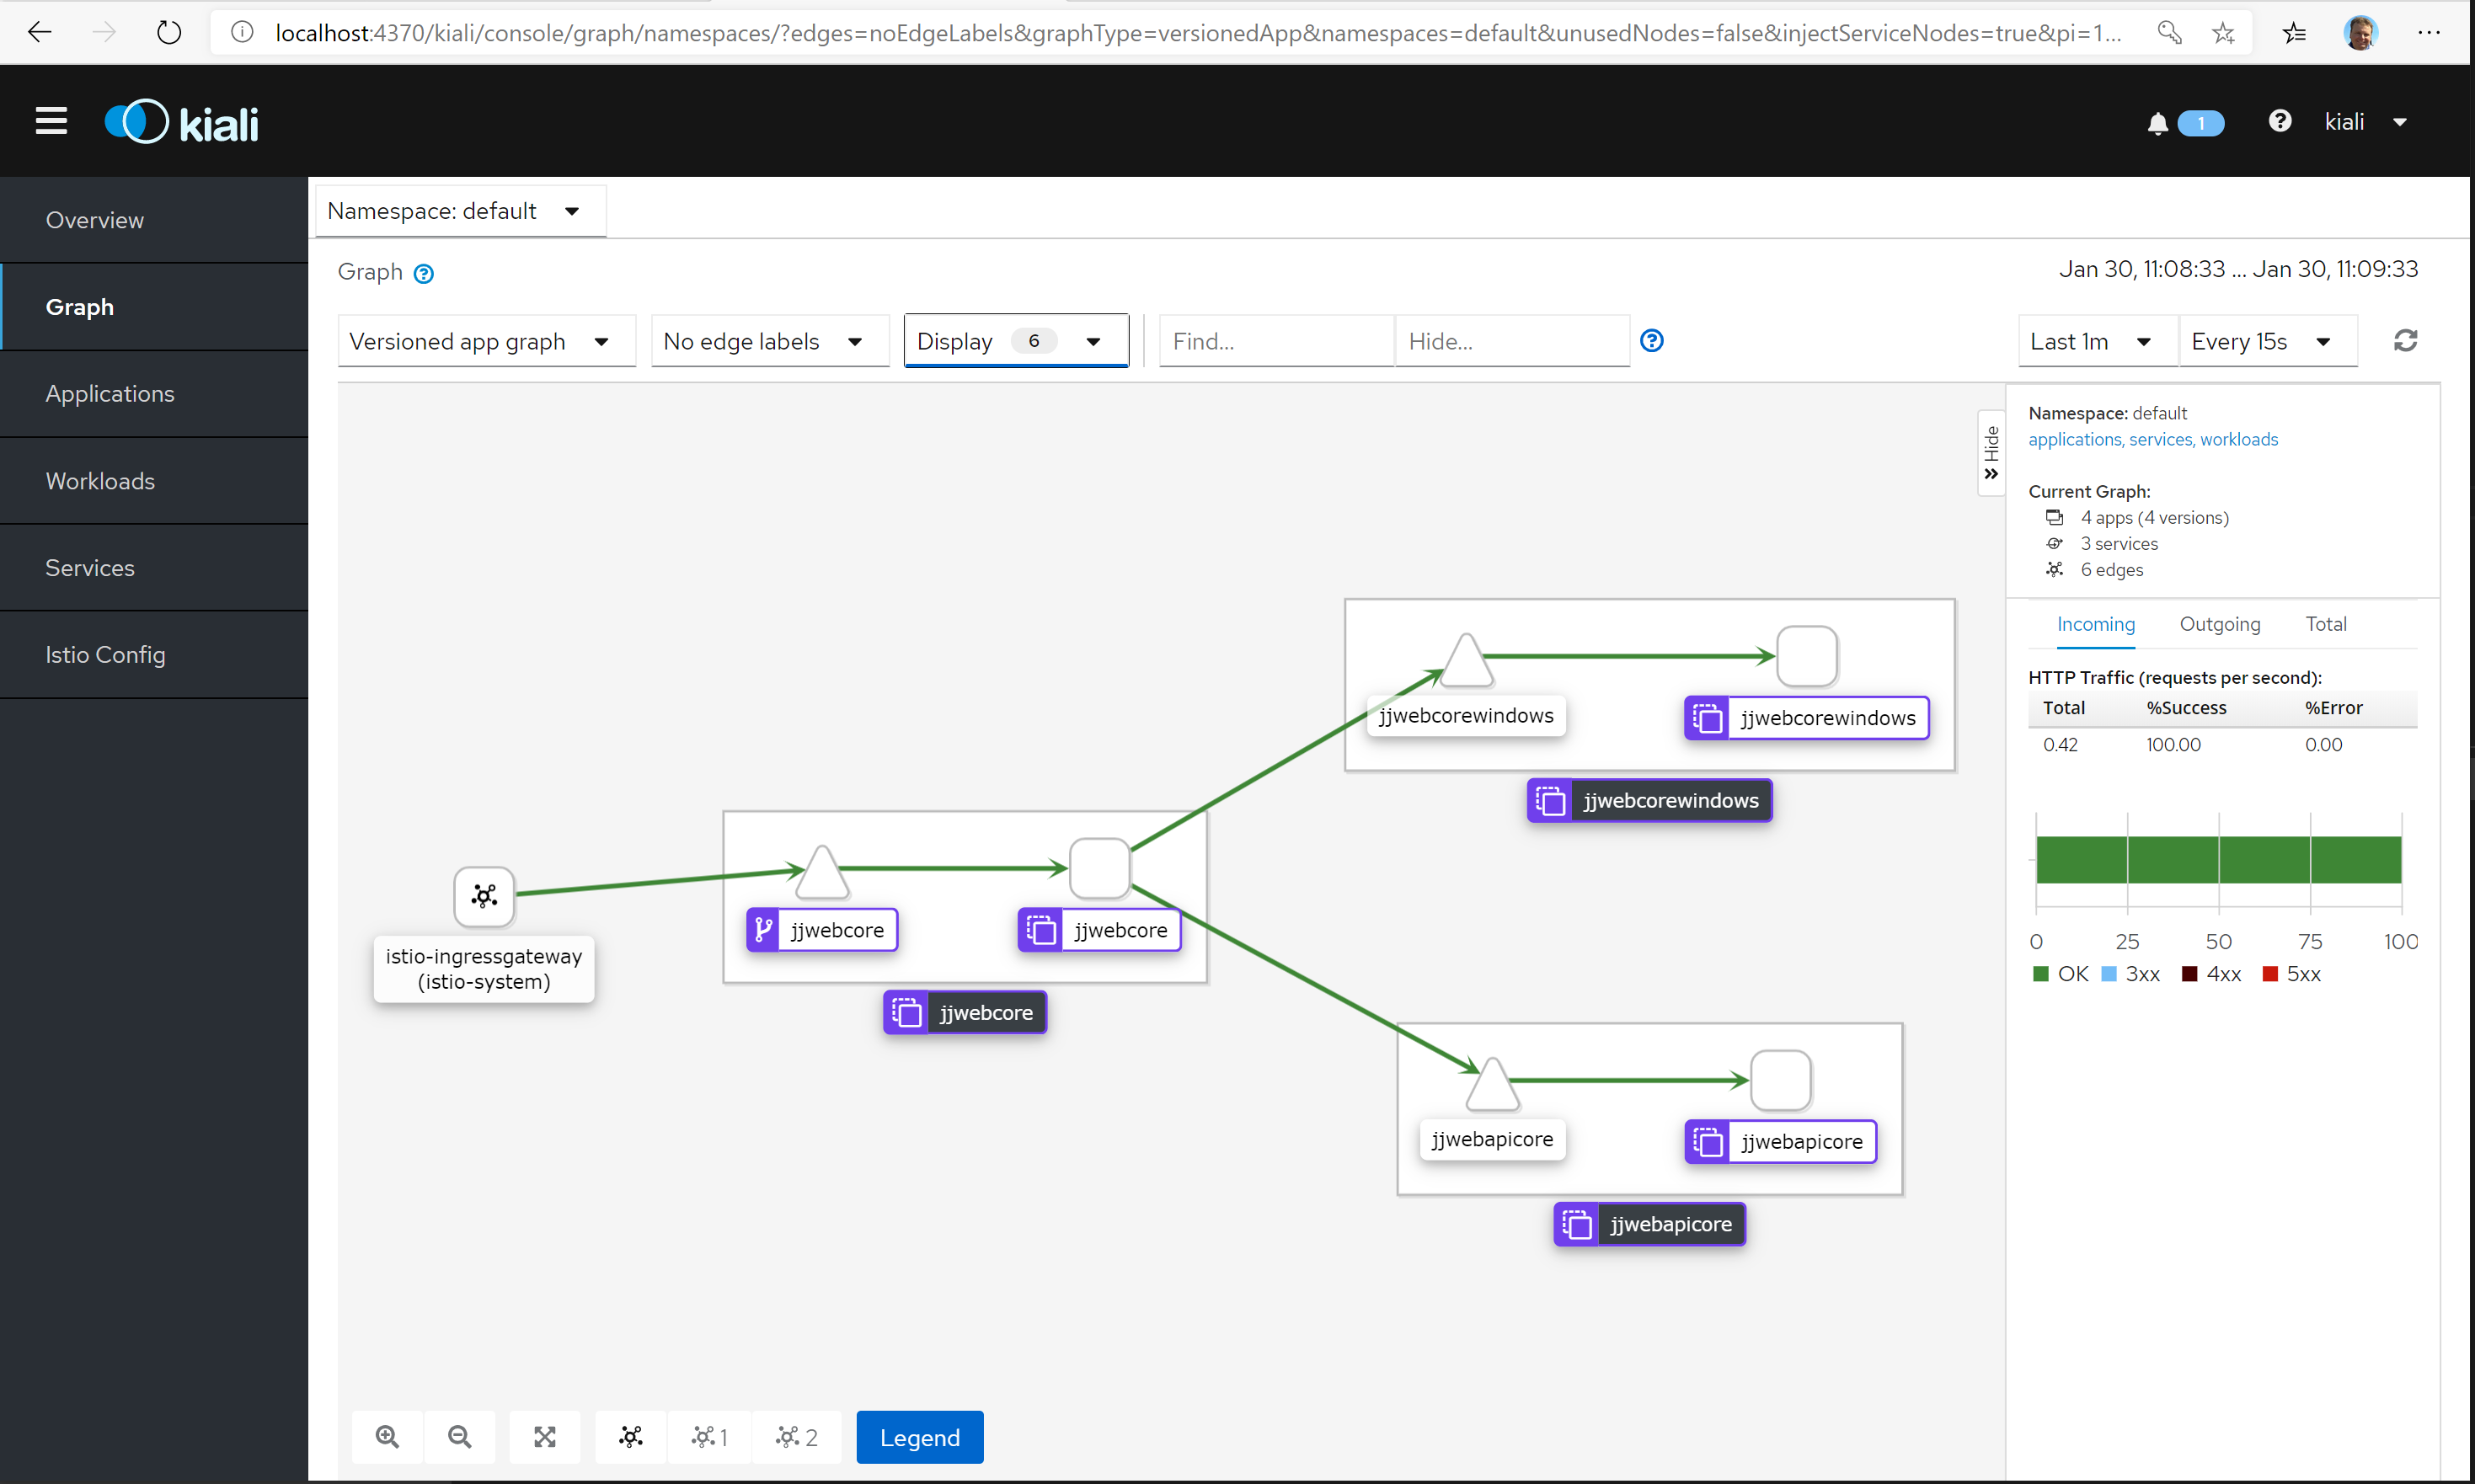 localhost:4370/kiali/console/graph/namespaces/?edges=noEdgeLabels&graphType=versionedApp&namespaces=default&unusedNodes=false&injectServiceNodes=true&pi=1...
kiali
1
kiali
Overview
Graph
Applications
Workloads
Services
Istio Config
Namespace: default
Graph
Jan 30, 11:08:33 ... Jan 30, 11:09:33
Versioned app graph
No edge labels
Display 6
Find...
Hide...
Last 1m
Every 15s
Hide
istio-ingressgateway
(istio-system)
jjwebcore
jjwebcore
jjwebcore
jjwebcorewindows
jjwebcorewindows
jjwebcorewindows
jjwebapicore
jjwebapicore
jjwebapicore
1
2
Legend
Namespace: default
applications, services, workloads
Current Graph:
4 apps (4 versions)
3 services
6 edges
Incoming Outgoing Total
HTTP Traffic (requests per second):
Total %Success %Error
0.42 100.00 0.00
0 25 50 75 100
OK 3xx 4xx 5xx